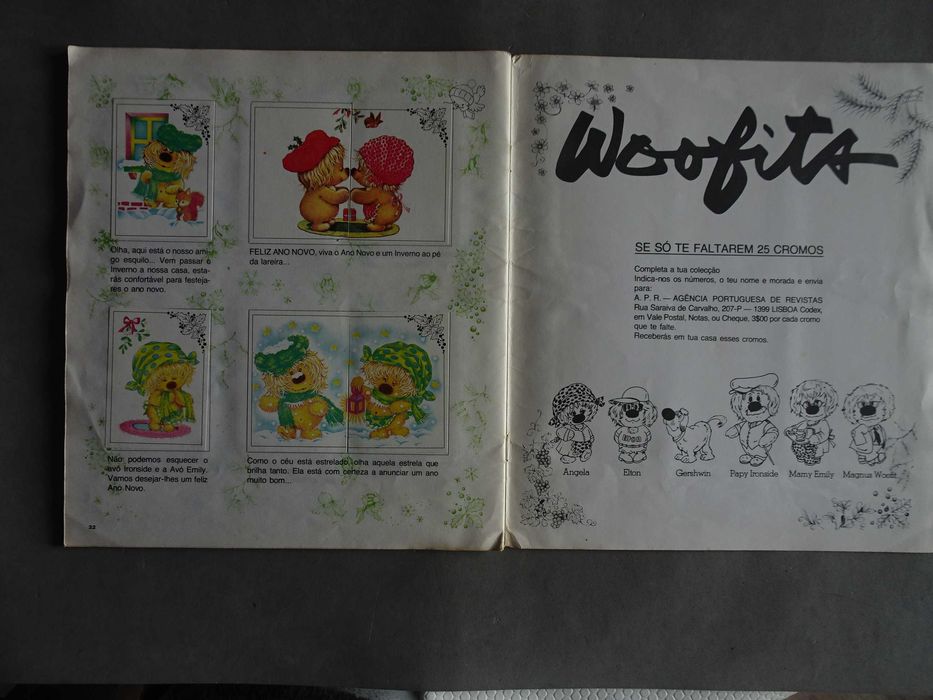 Olha, aqui está o nosso ami-
go esquilo... Vem passar o
Inverno a nossa casa, esta-
rás confortável para festeja-
res o ano novo.
FELIZ ANO NOVO, viva o Ano Novo e um Inverno ao pé
da lareira...
Não podemos esquecer o
avô Ironside e a Avó Emily.
Vamos desejar-lhes um feliz
Ano Novo.
Como o céu está estrelado, olha aquela estrela que
brilha tanto. Ela está com certeza a anunciar um ano
muito bom...
32
Woofits
SE SÓ TE FALTAREM 25 CROMOS
Completa a tua colecção
Indica-nos os números, o teu nome e morada e envia
para:
A. P. R. — AGÊNCIA PORTUGUESA DE REVISTAS
Rua Saraiva de Carvalho, 207-P — 1399 LISBOA Codex,
em Vale Postal, Notas, ou Cheque, 3$00 por cada cromo
que te falte.
Receberás em tua casa esses cromos.
Angela Elton Gershwin Papy Ironside Mamy Emily Magnus Woofit